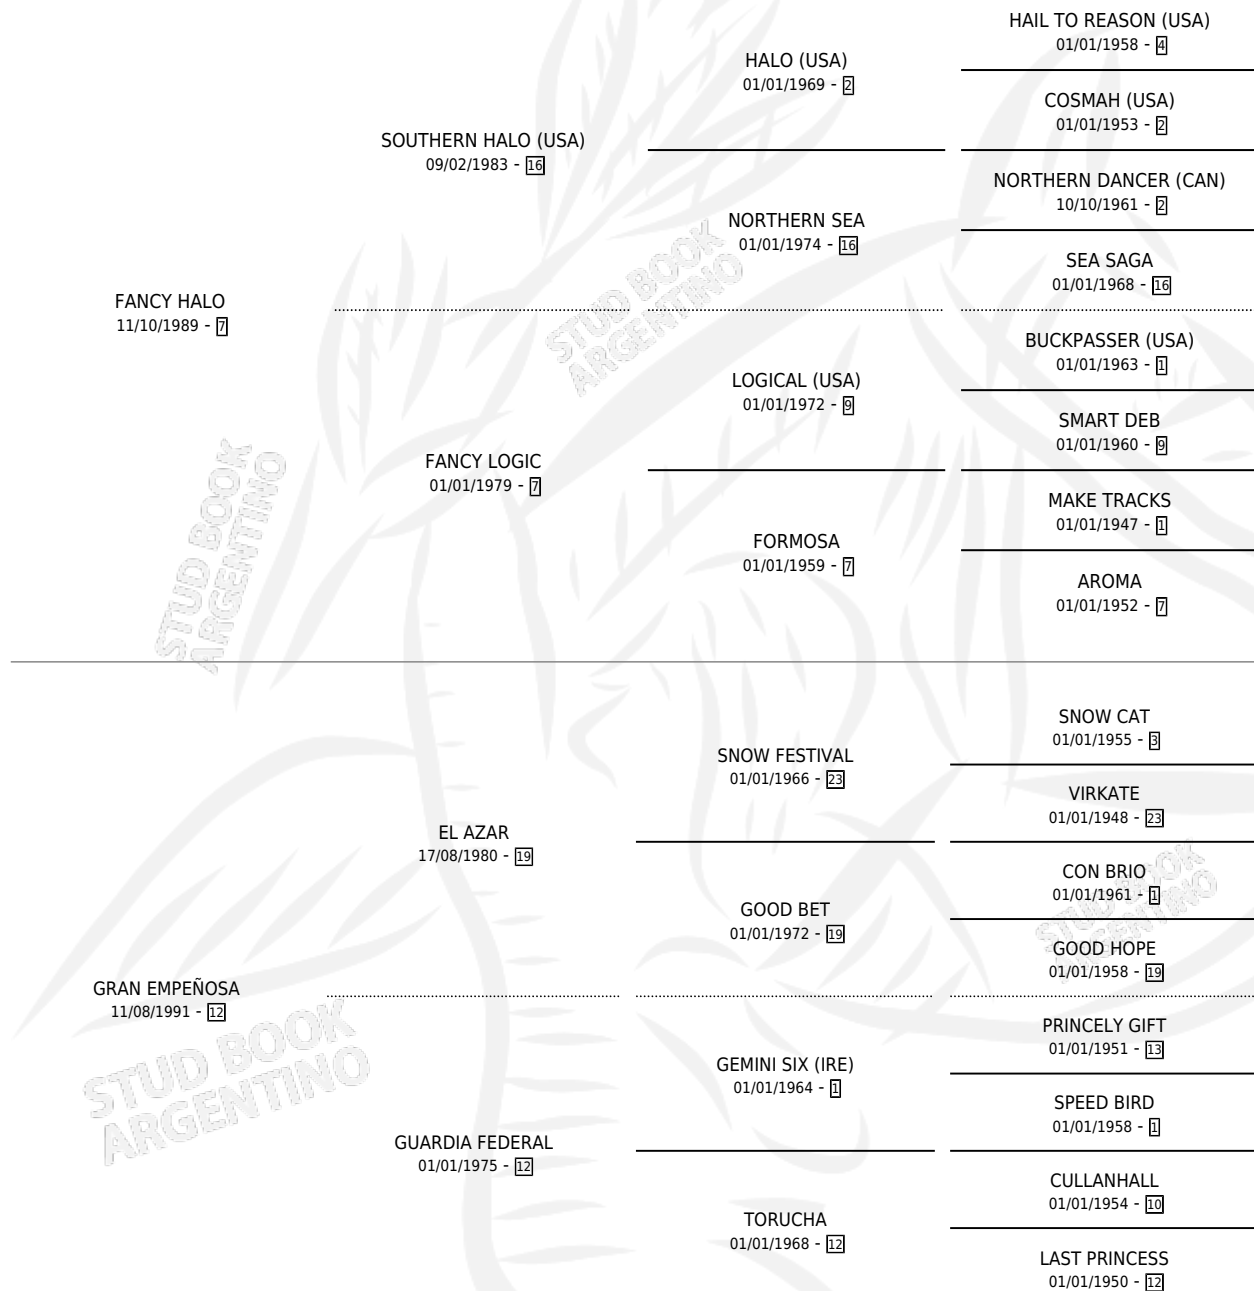 HAIL TO REASON (USA)
01/01/1958 - 4
HALO (USA)
01/01/1969 - 2
COSMAH (USA)
01/01/1953 - 2
SOUTHERN HALO (USA)
09/02/1983 - 16
NORTHERN DANCER (CAN)
10/10/1961 - 2
NORTHERN SEA
01/01/1974 - 16
SEA SAGA
01/01/1968 - 16
FANCY HALO
11/10/1989 - 7
BUCKPASSER (USA)
01/01/1963 - 1
LOGICAL (USA)
01/01/1972 - 9
SMART DEB
01/01/1960 - 9
FANCY LOGIC
01/01/1979 - 7
MAKE TRACKS
01/01/1947 - 1
FORMOSA
01/01/1959 - 7
AROMA
01/01/1952 - 7
SNOW CAT
01/01/1955 - 3
SNOW FESTIVAL
01/01/1966 - 23
VIRKATE
01/01/1948 - 23
EL AZAR
17/08/1980 - 19
CON BRIO
01/01/1961 - 1
GOOD BET
01/01/1972 - 19
GOOD HOPE
01/01/1958 - 19
GRAN EMPEÑOSA
11/08/1991 - 12
PRINCELY GIFT
01/01/1951 - 13
GEMINI SIX (IRE)
01/01/1964 - 1
SPEED BIRD
01/01/1958 - 1
GUARDIA FEDERAL
01/01/1975 - 12
CULLANHALL
01/01/1954 - 10
TORUCHA
01/01/1968 - 12
LAST PRINCESS
01/01/1950 - 12
STUD BOOK
ARGENTINO
STUD BOOK
ARGENTINO
STUD BOOK
ARGENTINO
STUD BOOK
ARGENTINO